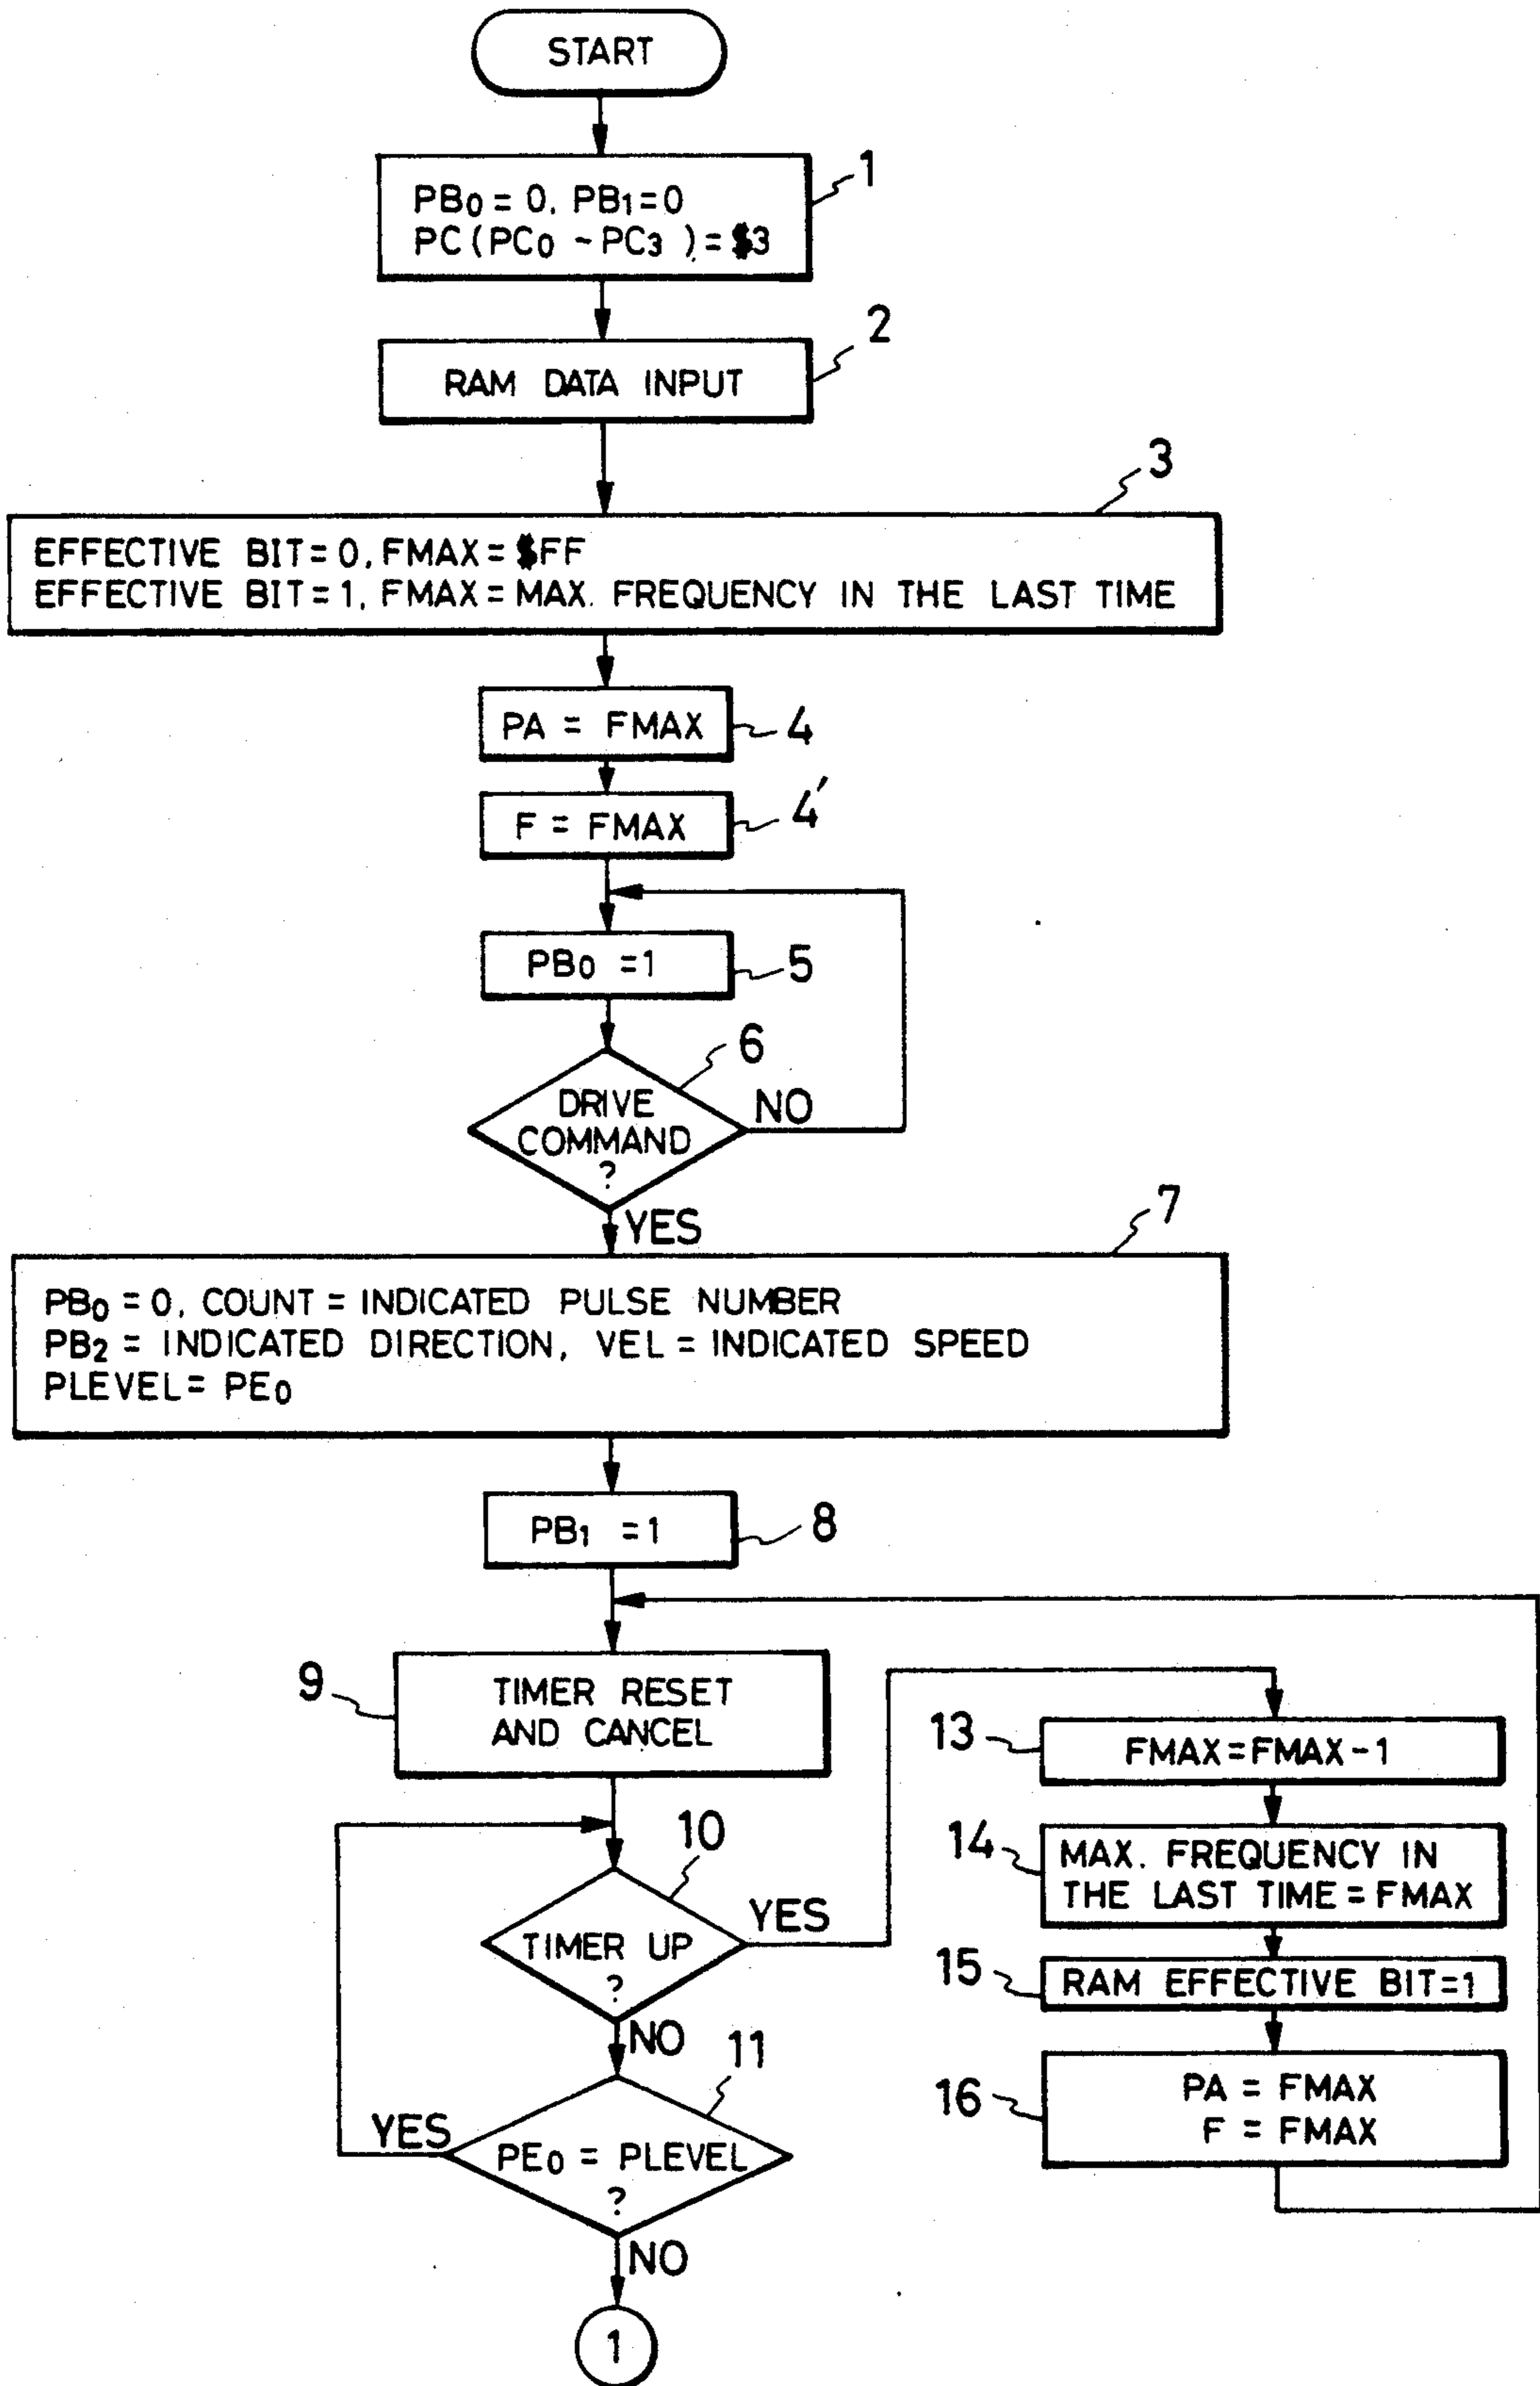 START
1
PB0 = 0, PB1=0
PC(PC0 ~ PC3 ) = $3
2
RAM DATA INPUT
3
EFFECTIVE BIT=0, FMAX= $FF
EFFECTIVE BIT=1, FMAX=MAX. FREQUENCY IN THE LAST TIME
PA = FMAX
4
F = FMAX
4'
PB0 =1
5
6
DRIVE
COMMAND
?
NO
YES
7
PB0 = 0, COUNT= INDICATED PULSE NUMBER
PB2 = INDICATED DIRECTION, VEL= INDICATED SPEED
PLEVEL= PE0
PB1 =1
8
9
TIMER RESET
AND CANCEL
10
TIMER UP
?
YES
NO
11
PE0 = PLEVEL
?
YES
NO
1
13
FMAX=FMAX-1
14
MAX. FREQUENCY IN
THE LAST TIME= FMAX
15
RAM EFFECTIVE BIT=1
16
PA = FMAX
F = FMAX